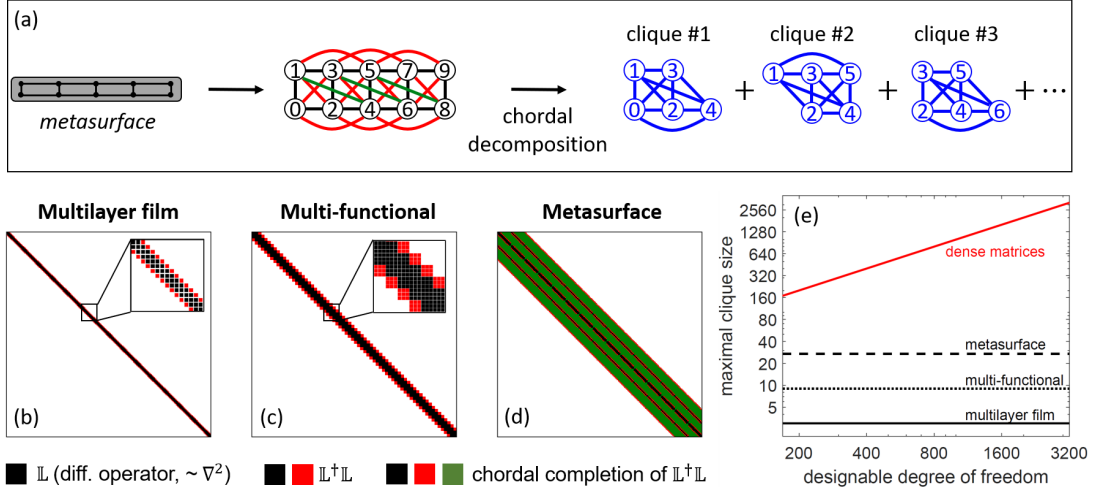 (a)
metasurface
1 3 5 7 9
0 2 4 6 8
chordal
decomposition
clique #1
1 3
0 2 4
+
clique #2
1 3 5
2 4
+
clique #3
3 5
2 4 6
+ ···
Multilayer film
(b)
Multi-functional
(c)
Metasurface
(d)
(e)
maximal clique size
2560
1280
640
320
160
80
40
20
10
5
dense matrices
metasurface
multi-functional
multilayer film
200 400 800 1600 3200
designable degree of freedom
𝕃 (diff. operator, ~ ∇²)
𝕃†𝕃
chordal completion of 𝕃†𝕃